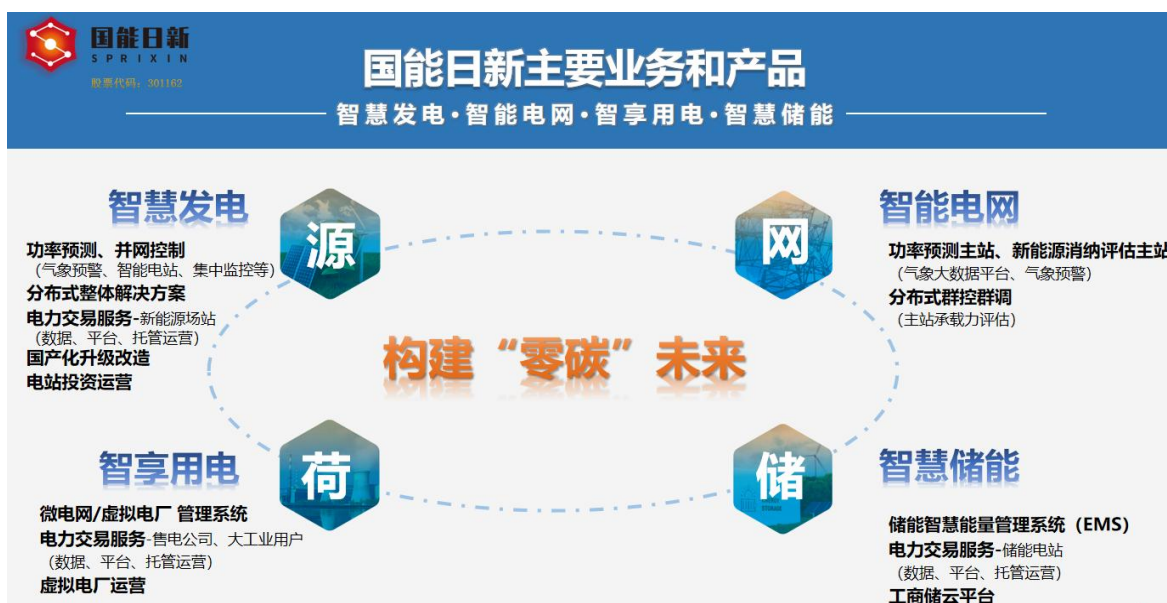 国能日新
SPRIXIN
股票代码：301162
国能日新主要业务和产品
智慧发电·智能电网·智享用电·智慧储能
智慧发电
功率预测、并网控制
（气象预警、智能电站、集中监控等）
分布式整体解决方案
电力交易服务-新能源场站
（数据、平台、托管运营）
国产化升级改造
电站投资运营
源
网
智能电网
功率预测主站、新能源消纳评估主站
（气象大数据平台、气象预警）
分布式群控群调
（主站承载力评估）
构建“零碳”未来
智享用电
微电网/虚拟电厂 管理系统
电力交易服务-售电公司、大工业用户
（数据、平台、托管运营）
虚拟电厂运营
荷
储
智慧储能
储能智慧能量管理系统（EMS）
电力交易服务-储能电站
（数据、平台、托管运营）
工商储云平台